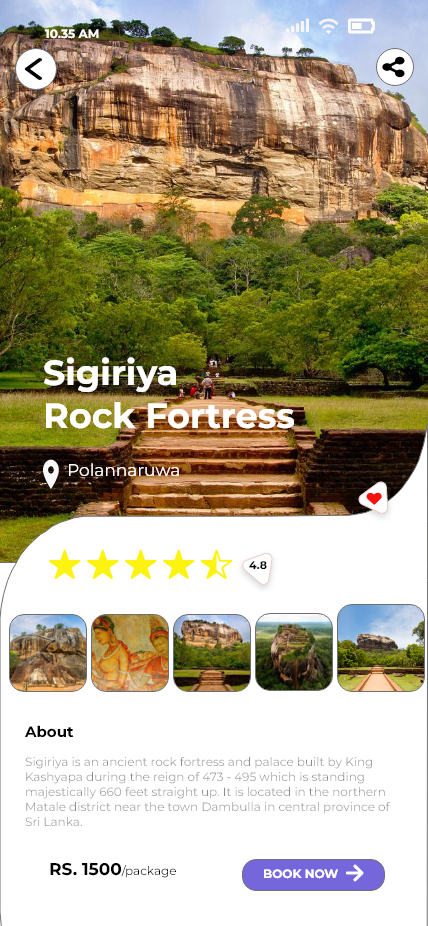 10.35 AM
Sigiriya
Rock Fortress
Polannaruwa
4.8
About
Sigiriya is an ancient rock fortress and palace built by King
Kashyapa during the reign of 473 - 495 which is standing
majestically 660 feet straight up. It is located in the northern
Matale district near the town Dambulla in central province of
Sri Lanka.
RS. 1500/package
BOOK NOW